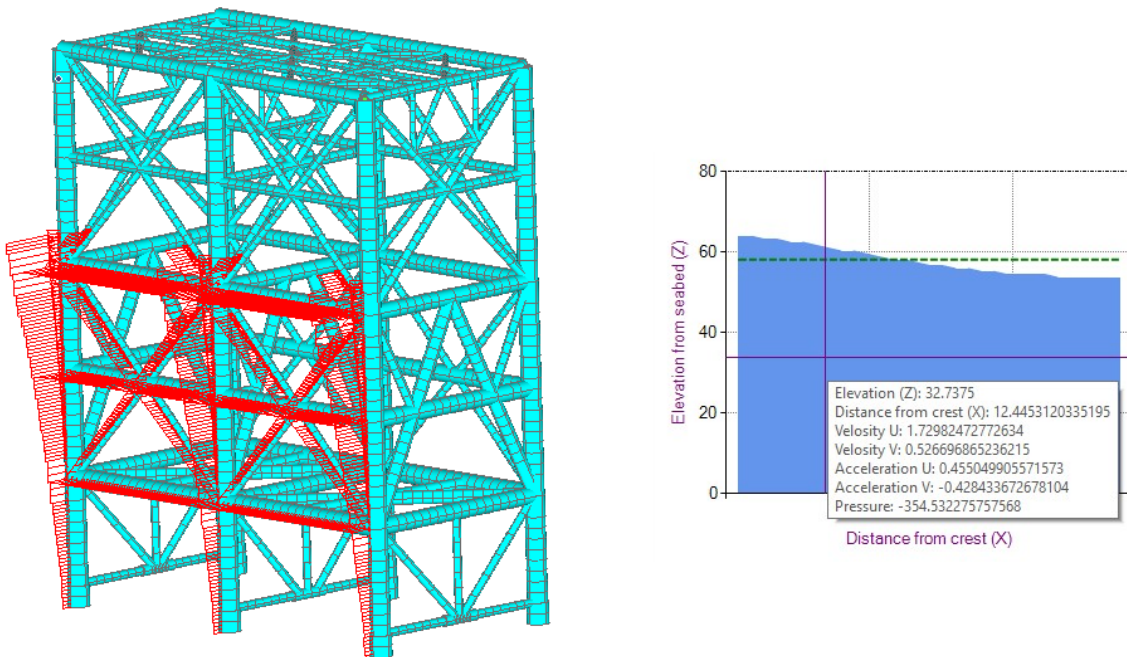 80
60
40
20
0
Elevation from seabed (Z)
Elevation (Z): 32.7375
Distance from crest (X): 12.4453120335195
Velosity U: 1.72982472772634
Velosity V: 0.526696865236215
Acceleration U: 0.455049905571573
Acceleration V: -0.428433672678104
Pressure: -354.532275757568
Distance from crest (X)